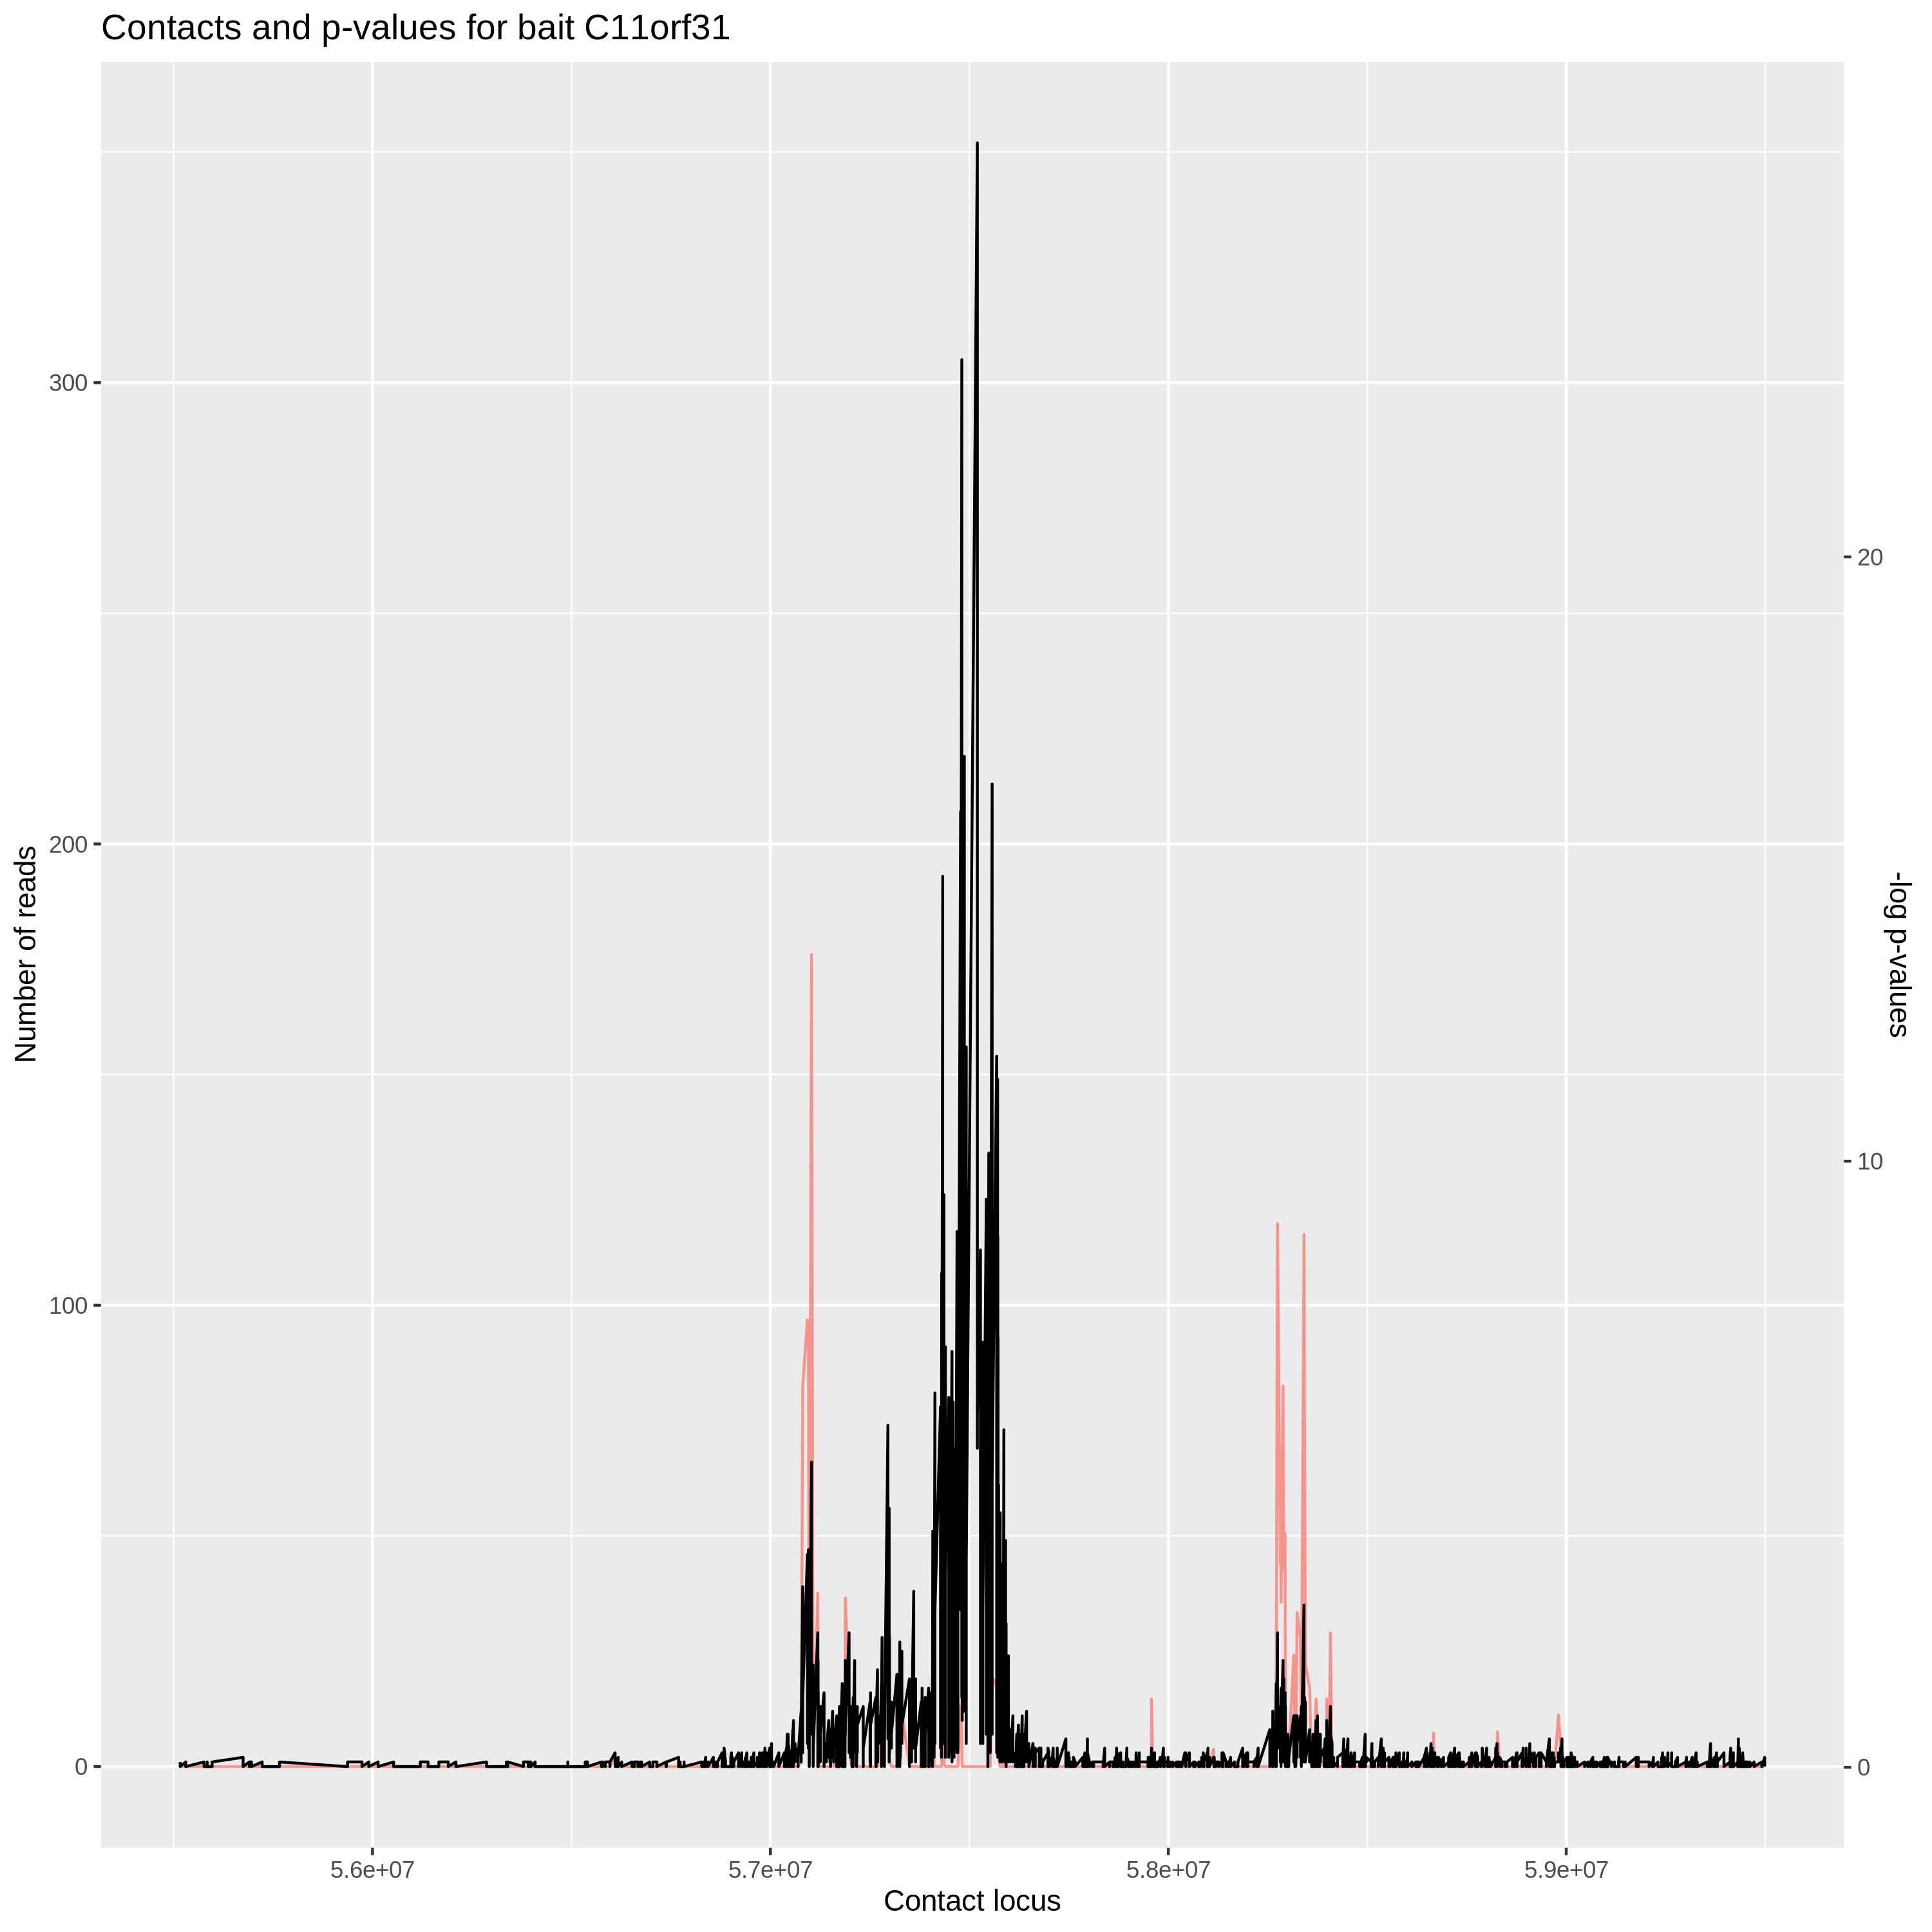 Contacts and p-values for bait C11orf31
Number of reads
300
200
100
0
20
10
0
-log p-values
5.6e+07 5.7e+07 5.8e+07 5.9e+07
Contact locus